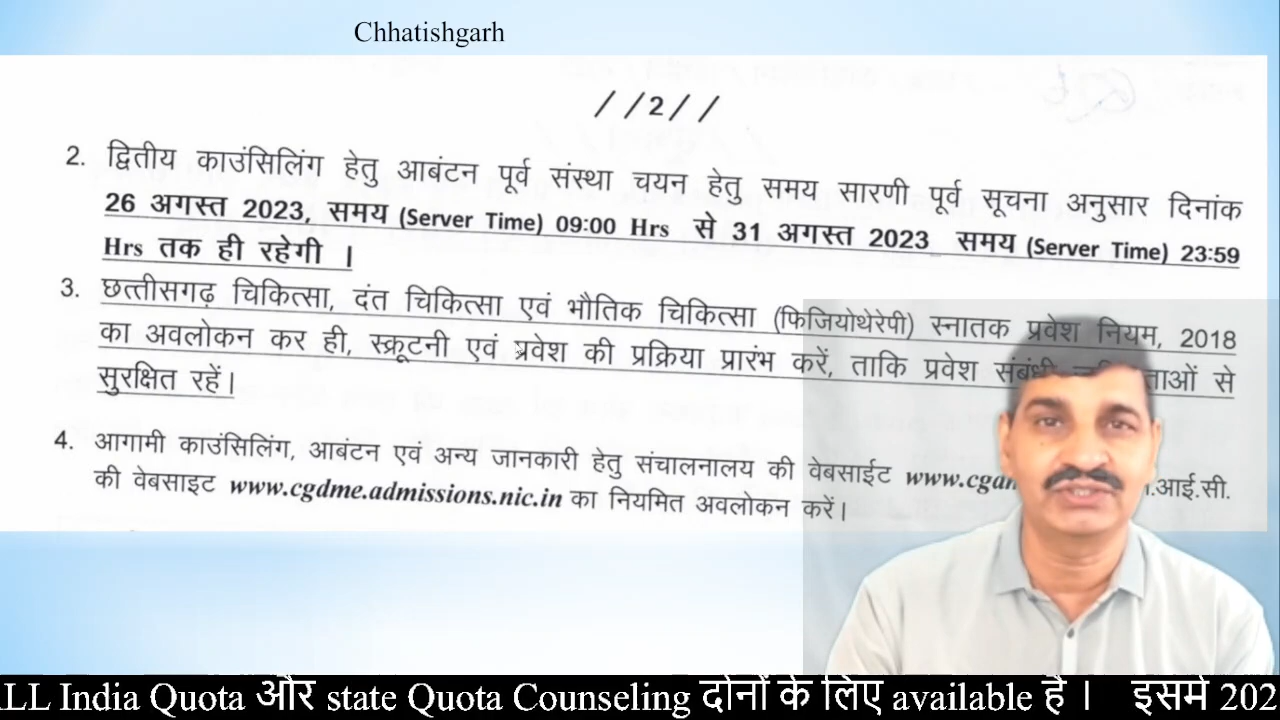 Chhatishgarh
//2//
2. द्वितीय काउंसिलिंग हेतु आबंटन पूर्व संस्था चयन हेतु समय सारणी पूर्व सूचना अनुसार दिनांक
26 अगस्त 2023, समय (Server Time) 09:00 Hrs से 31 अगस्त 2023 समय (Server Time) 23:59
Hrs तक ही रहेगी ।
3. छत्तीसगढ़ चिकित्सा, दंत चिकित्सा एवं भौतिक चिकित्सा (फिजियोथेरेपी) स्नातक प्रवेश नियम, 2018
का अवलोकन कर ही, स्क्रूटनी एवं प्रवेश की प्रक्रिया प्रारंभ करें, ताकि प्रवेश संबंधी से
सुरक्षित रहें।
4. आगामी काउंसिलिंग, आबंटन एवं अन्य जानकारी हेतु संचालनालय की वेबसाईट .आई.सी.
की वेबसाइट www.cgdme.admissions.nic.in का नियमित अवलोकन करें।
LL India Quota और state Quota Counseling दोनों के लिए available है । इसमें 202